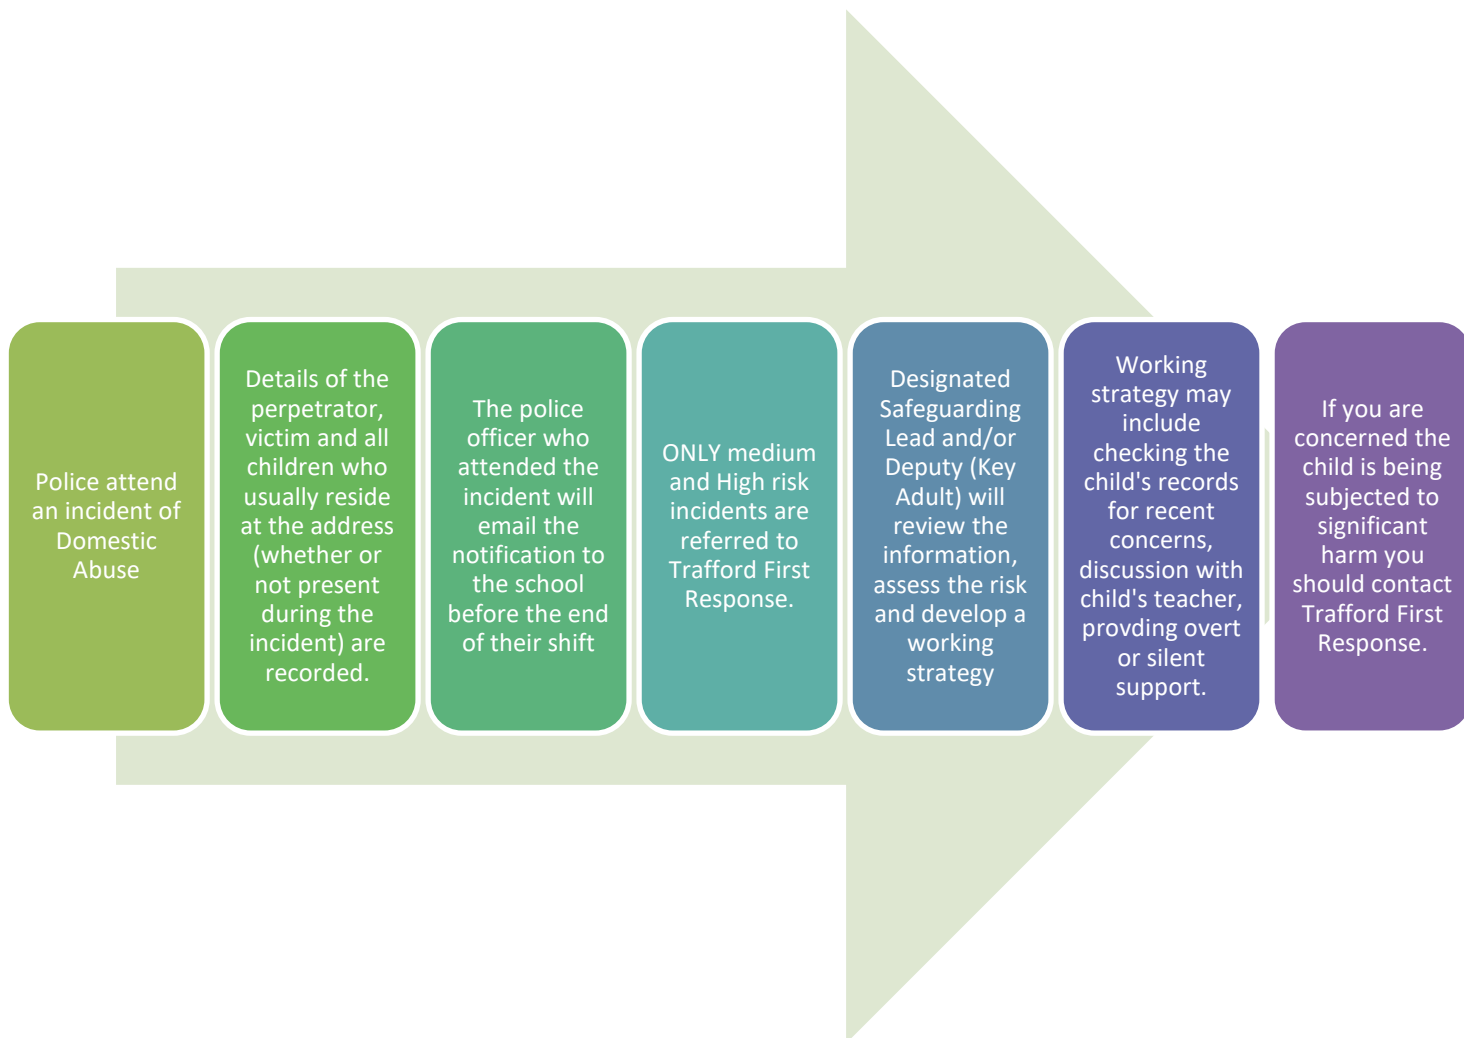 Police attend
an incident of
Domestic
Abuse
Details of the
perpetrator,
victim and all
children who
usually reside
at the address
(whether or
not present
during the
incident) are
recorded.
The police
officer who
attended the
incident will
email the
notification to
the school
before the end
of their shift
ONLY medium
and High risk
incidents are
referred to
Trafford First
Response.
Designated
Safeguarding
Lead and/or
Deputy (Key
Adult) will
review the
information,
assess the risk
and develop a
working
strategy
Working
strategy may
include
checking the
child's records
for recent
concerns,
discussion with
child's teacher,
provding overt
or silent
support.
If you are
concerned the
child is being
subjected to
significant
harm you
should contact
Trafford First
Response.